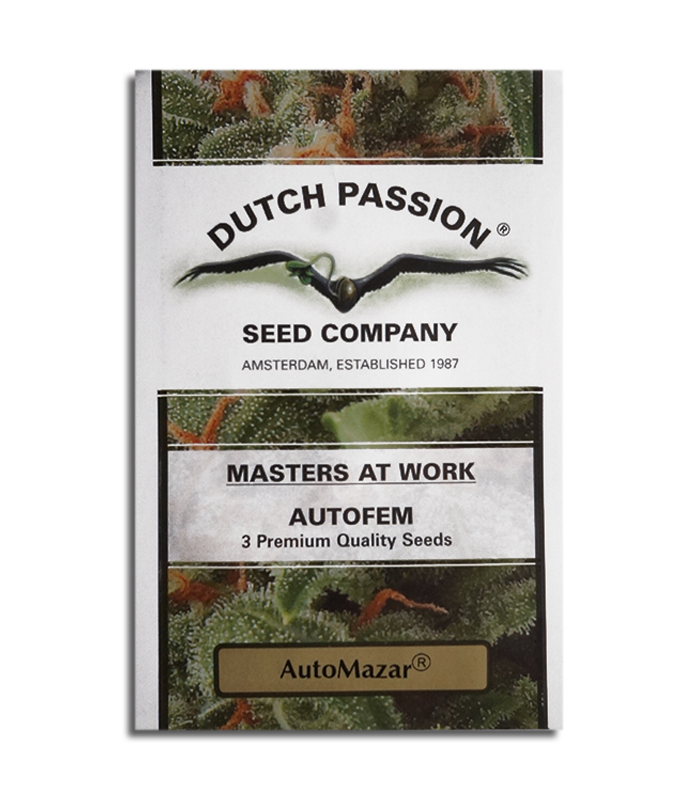 DUTCH PASSION®
SEED COMPANY
AMSTERDAM, ESTABLISHED 1987
MASTERS AT WORK
AUTOFEM
3 Premium Quality Seeds
AutoMazar®